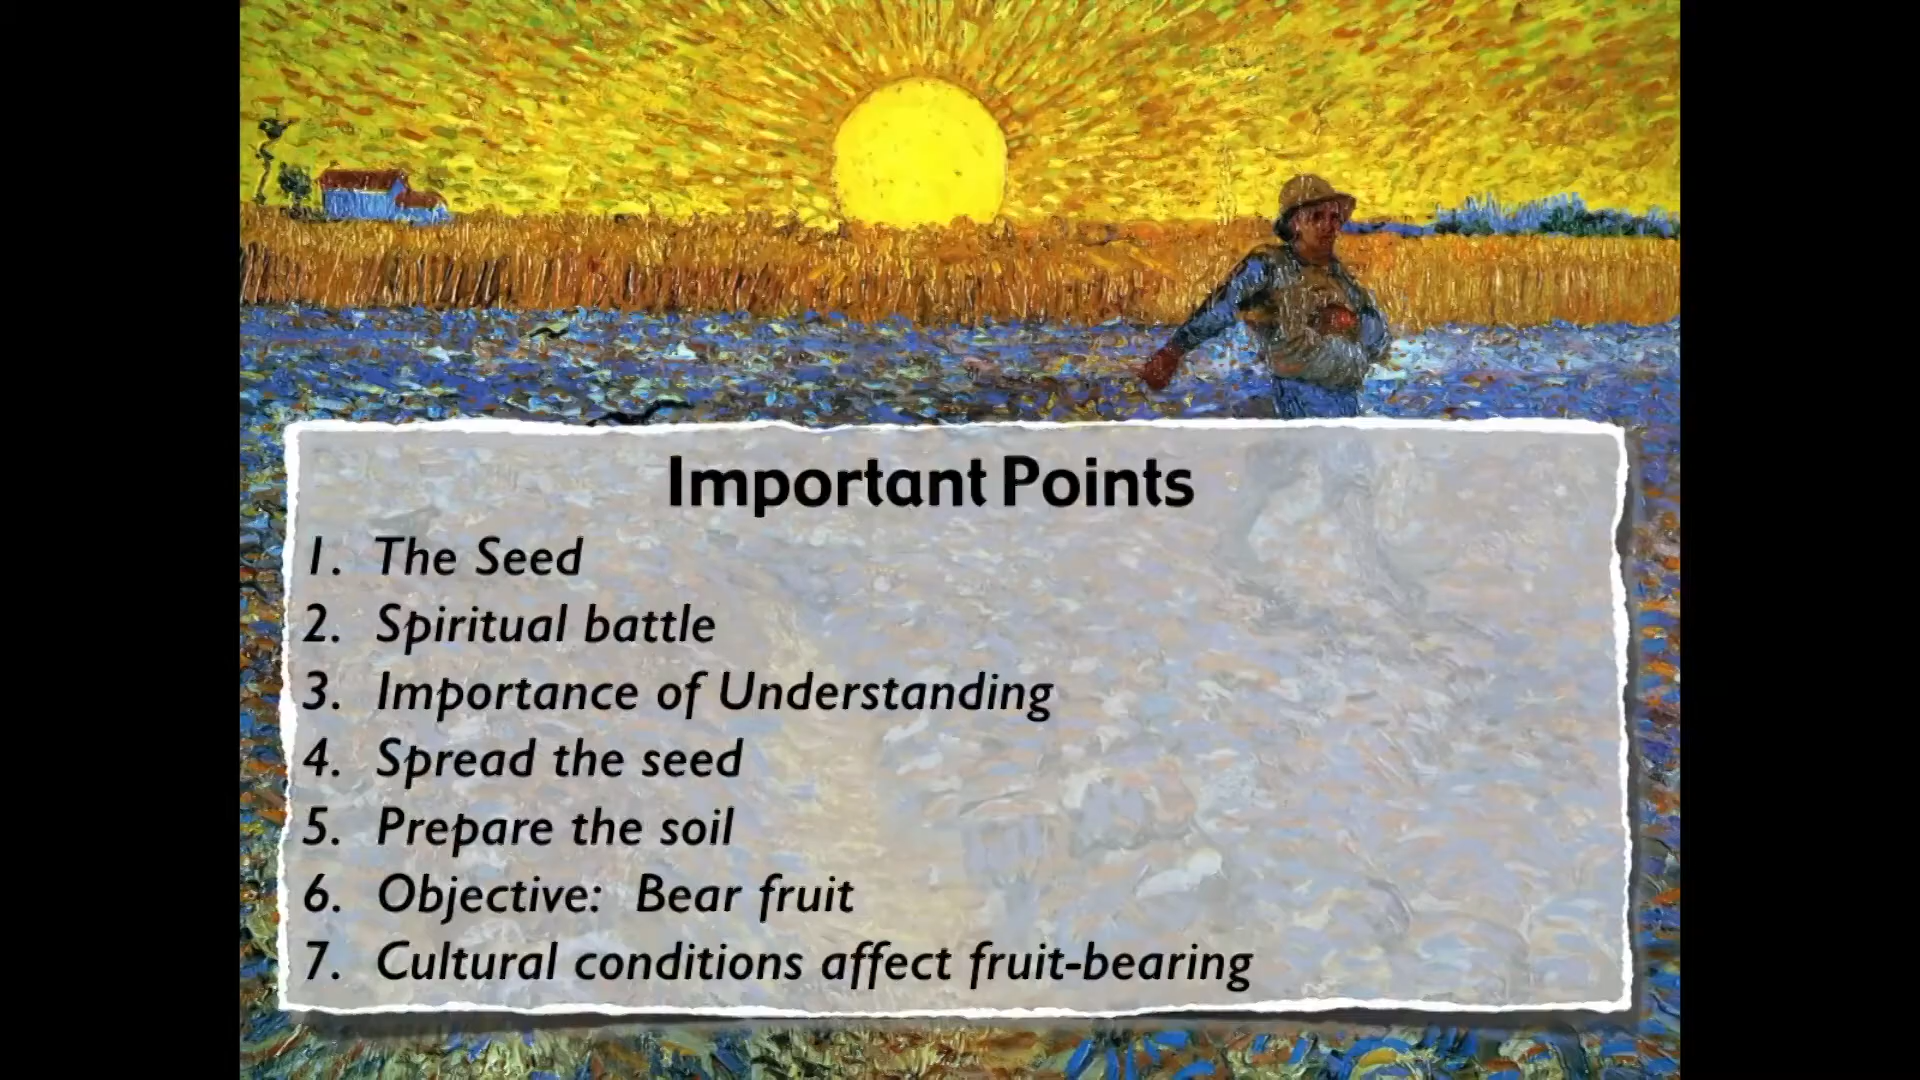 Important Points
1. The Seed
2. Spiritual battle
3. Importance of Understanding
4. Spread the seed
5. Prepare the soil
6. Objective: Bear fruit
7. Cultural conditions affect fruit-bearing